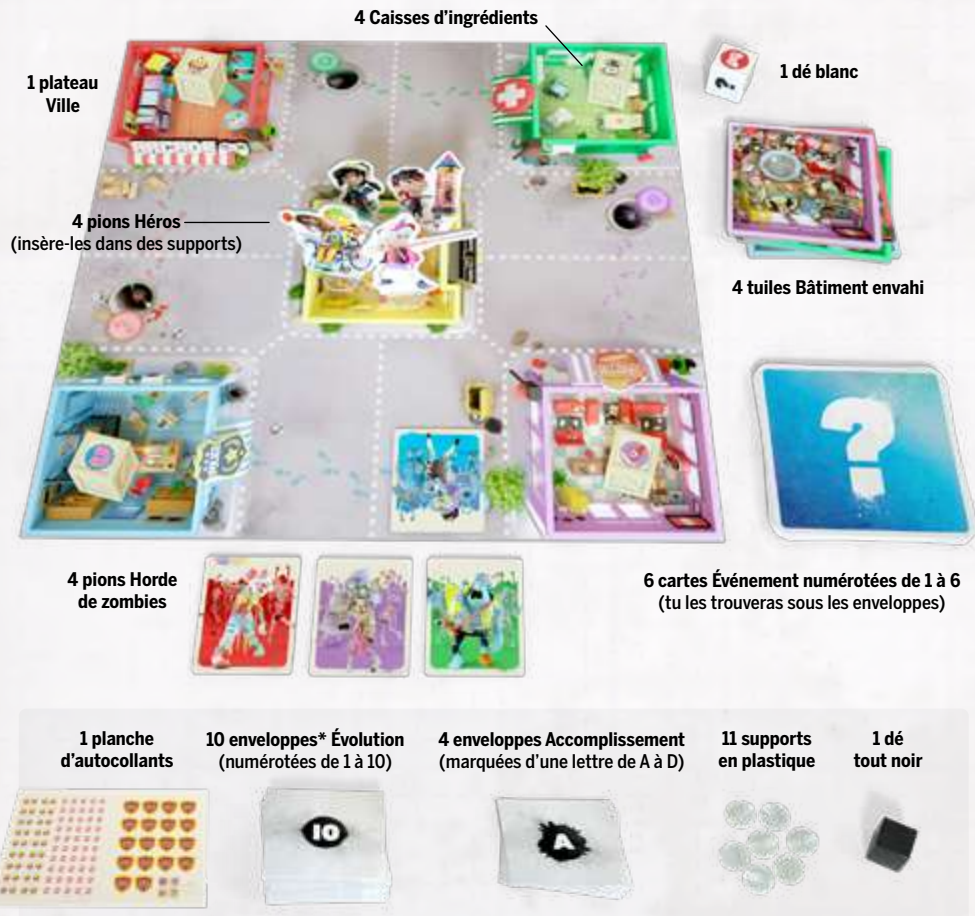 4 Caisses d'ingrédients
1 plateau
Ville
1 dé blanc
ARCADE
4 pions Héros
(insère-les dans des supports)
4 tuiles Bâtiment envahi
?
4 pions Horde
de zombies
6 cartes Événement numérotées de 1 à 6
(tu les trouveras sous les enveloppes)
1 planche
d'autocollants
10 enveloppes* Évolution
(numérotées de 1 à 10)
4 enveloppes Accomplissement
(marquées d'une lettre de A à D)
11 supports
en plastique
1 dé
tout noir
10
A